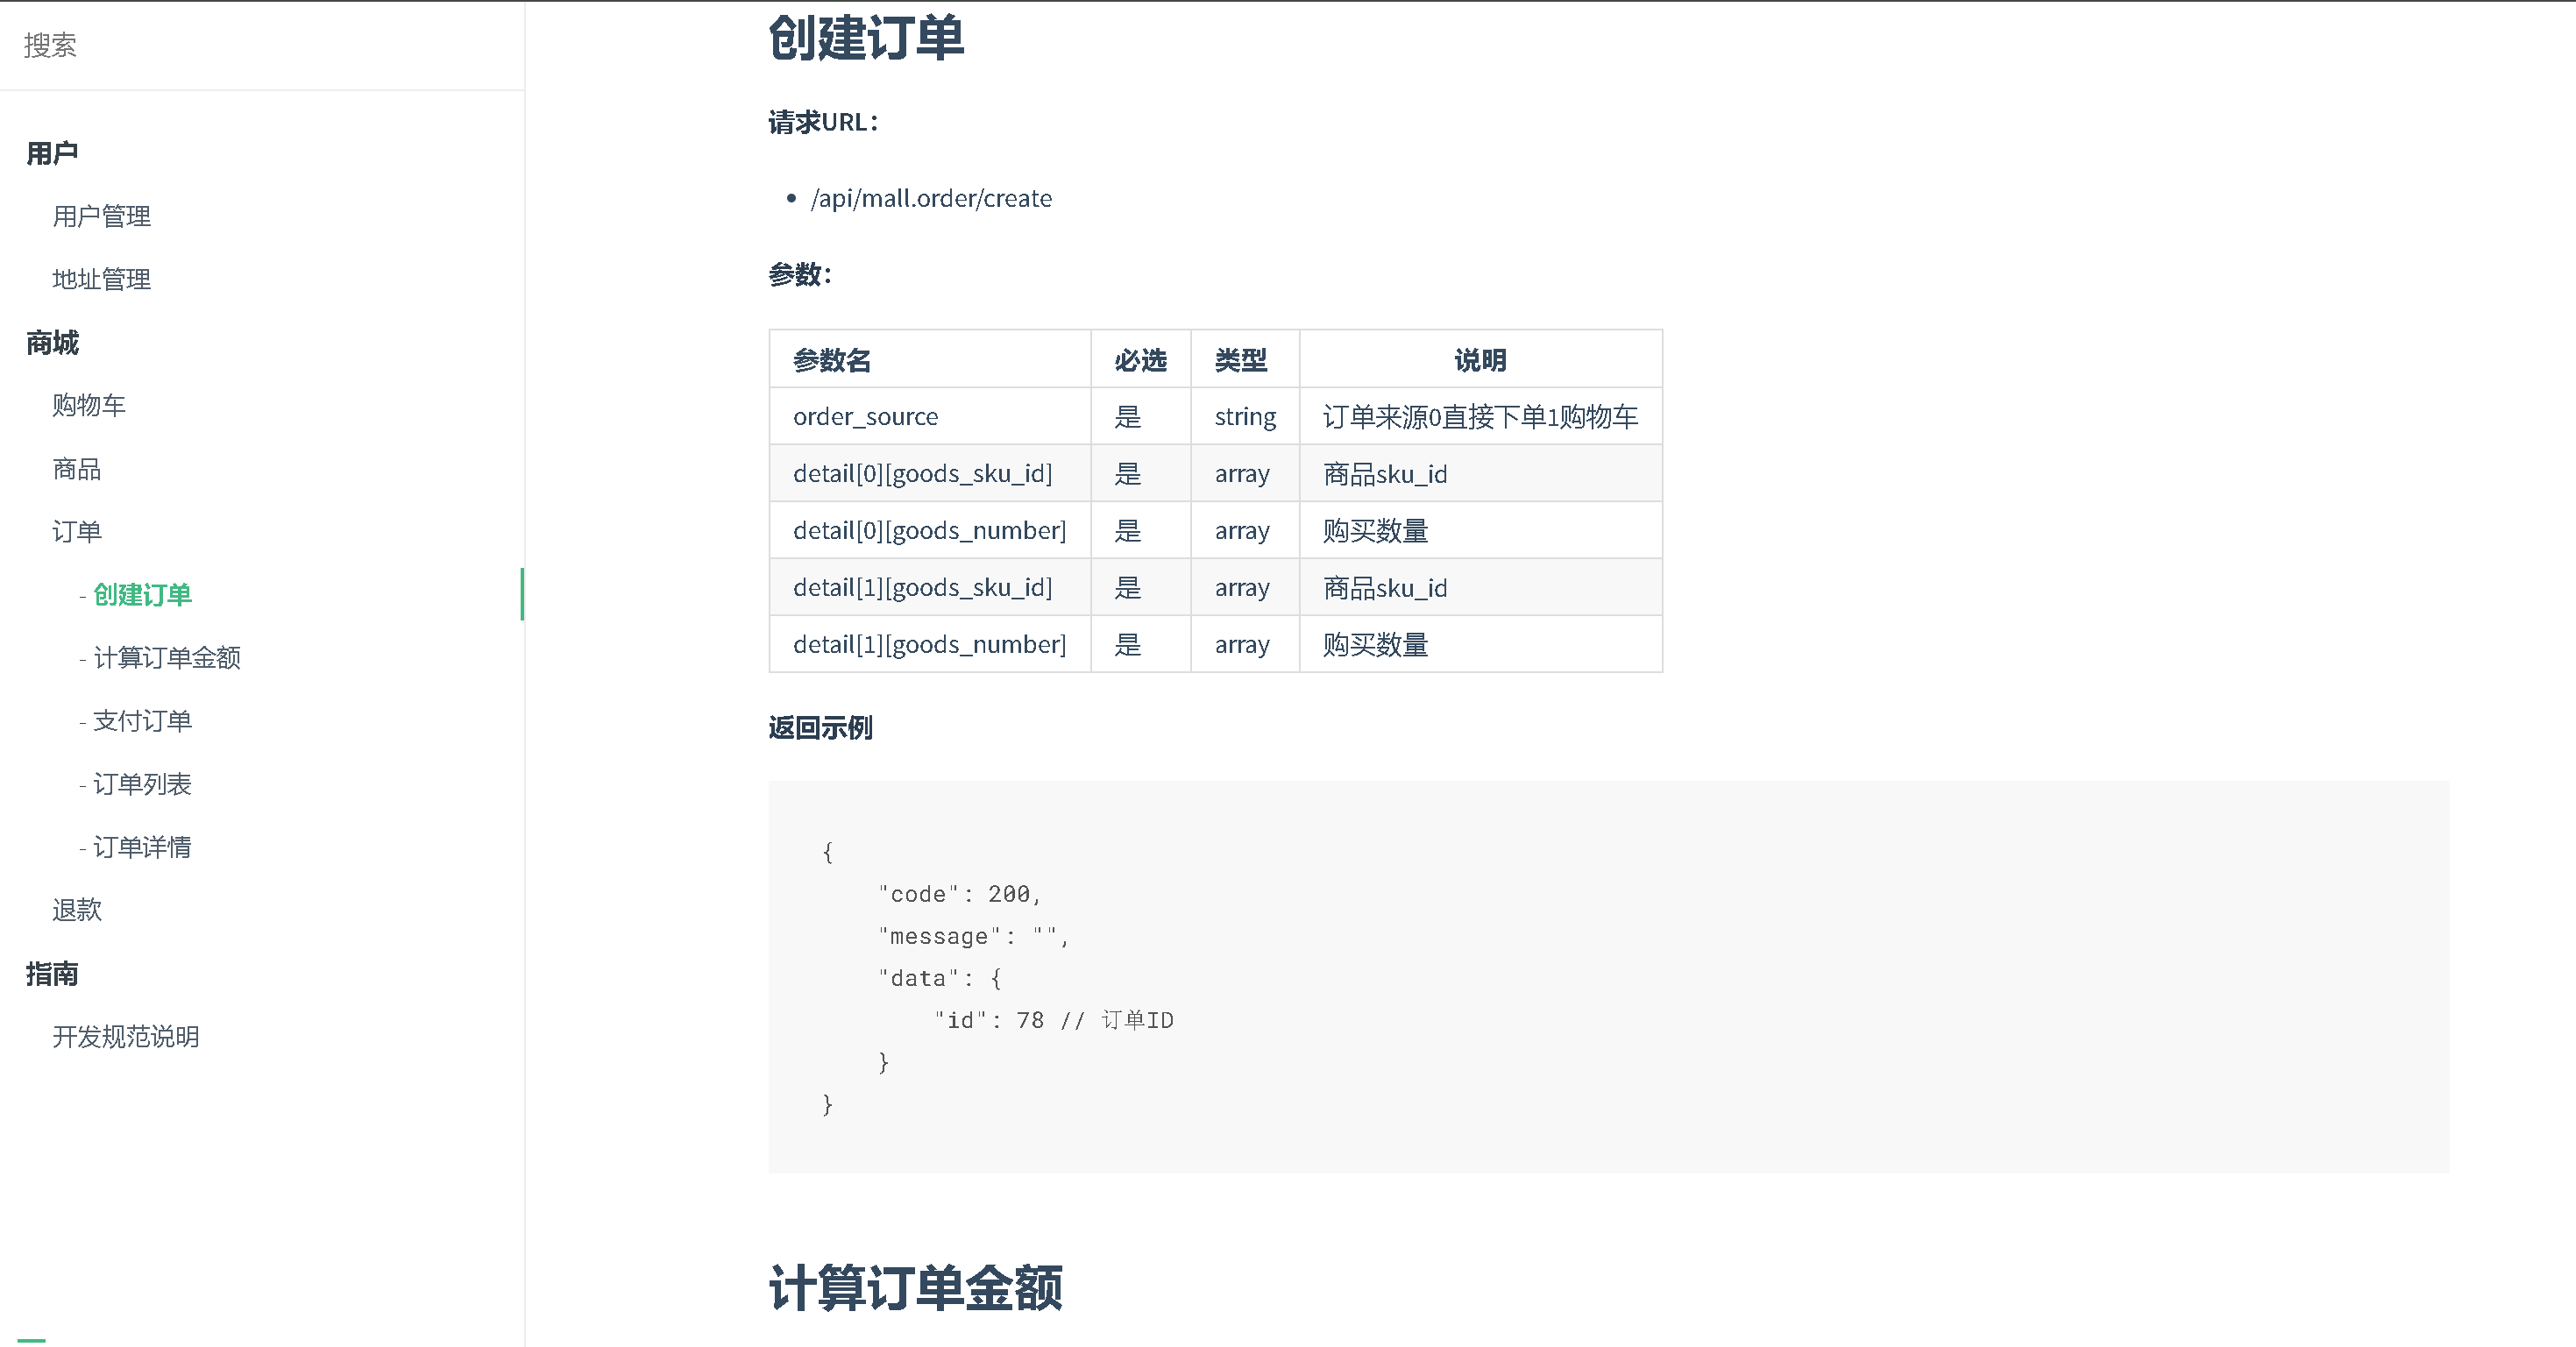 搜索
用户
用户管理
地址管理
商城
购物车
商品
订单
- 创建订单
- 计算订单金额
- 支付订单
- 订单列表
- 订单详情
退款
指南
开发规范说明
创建订单
请求URL：
• /api/mall.order/create
参数：
参数名 必选 类型 说明
order_source 是 string 订单来源0直接下单1购物车
detail[0][goods_sku_id] 是 array 商品sku_id
detail[0][goods_number] 是 array 购买数量
detail[1][goods_sku_id] 是 array 商品sku_id
detail[1][goods_number] 是 array 购买数量
返回示例
{
"code": 200,
"message": "",
"data": {
"id": 78 // 订单ID
}
}
计算订单金额